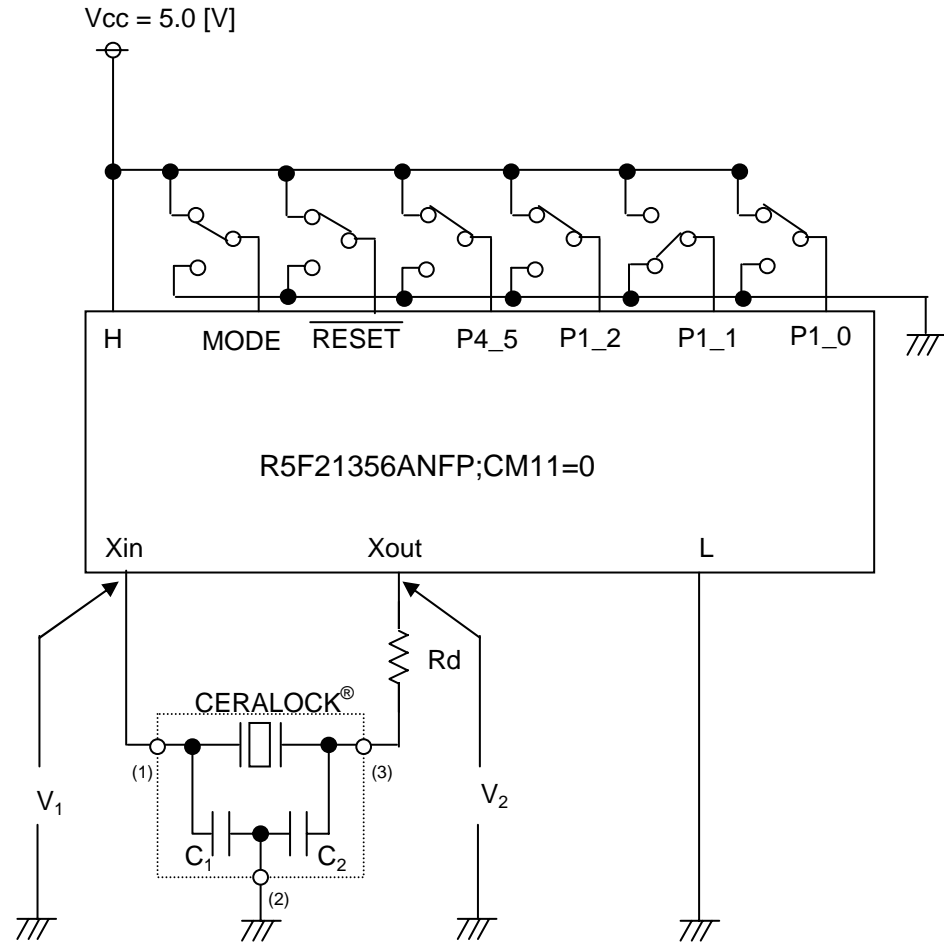 Vcc = 5.0 [V]
H MODE RESET P4_5 P1_2 P1_1 P1_0
R5F21356ANFP;CM11=0
Xin Xout L
Rd
CERALOCK®
(1) (3)
V1 V2
C1 C2
(2)